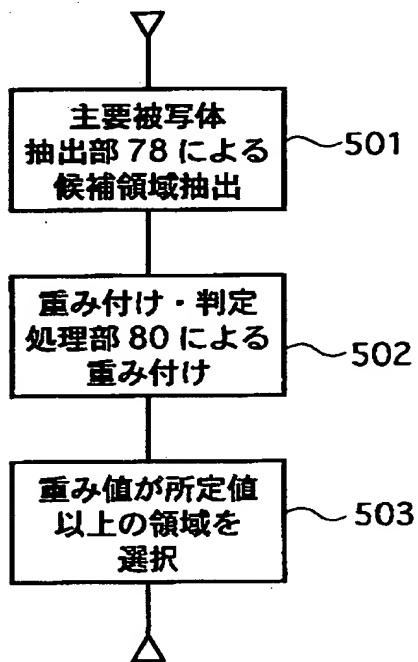 主要被写体
抽出部 78 による
候補領域抽出
501
重み付け・判定
処理部 80 による
重み付け
502
重み値が所定値
以上の領域を
選択
503